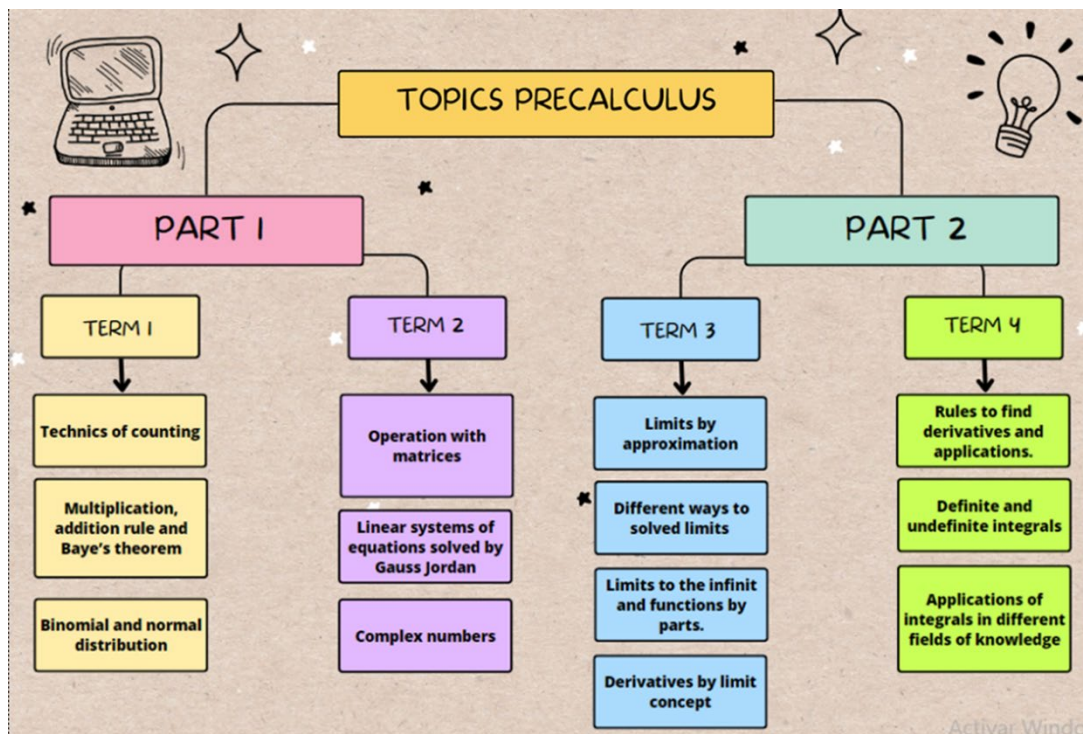 TOPICS PRECALCULUS
PART 1
PART 2
TERM 1
TERM 2
TERM 3
TERM 4
Technics of counting
Multiplication,
addition rule and
Baye's theorem
Binomial and normal
distribution
Operation with
matrices
Linear systems of
equations solved by
Gauss Jordan
Complex numbers
Limits by
approximation
Different ways to
solved limits
Limits to the infinit
and functions by
parts.
Derivatives by limit
concept
Rules to find
derivatives and
applications.
Definite and
undefinite integrals
Applications of
integrals in different
fields of knowledge
Activar Windo